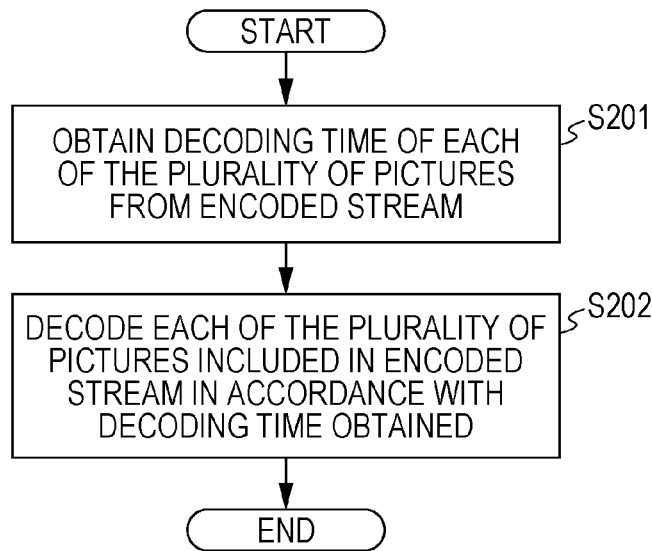 START
S201
OBTAIN DECODING TIME OF EACH
OF THE PLURALITY OF PICTURES
FROM ENCODED STREAM
S202
DECODE EACH OF THE PLURALITY OF
PICTURES INCLUDED IN ENCODED
STREAM IN ACCORDANCE WITH
DECODING TIME OBTAINED
END